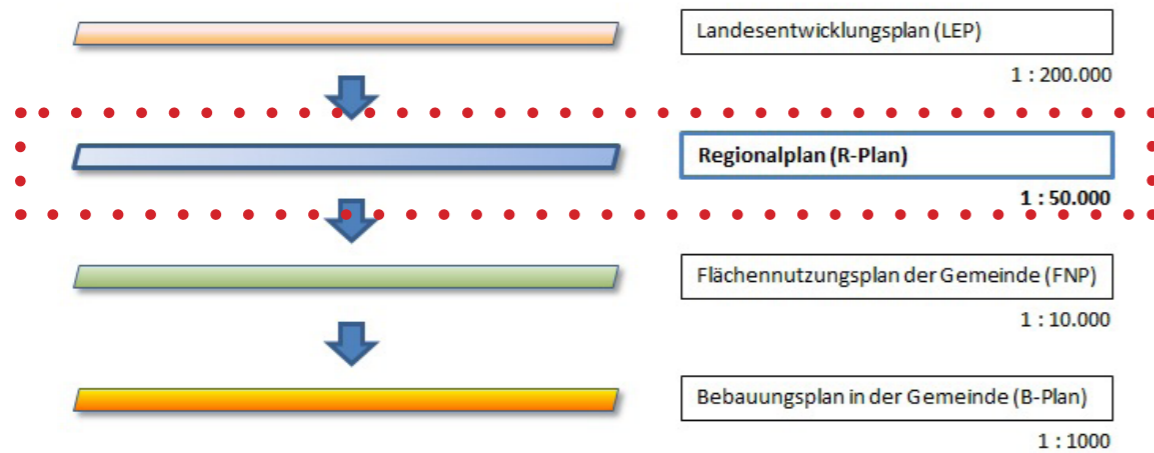 Landesentwicklungsplan (LEP)
1 : 200.000
Regionalplan (R-Plan)
1 : 50.000
Flächennutzungsplan der Gemeinde (FNP)
1 : 10.000
Bebauungsplan in der Gemeinde (B-Plan)
1 : 1000